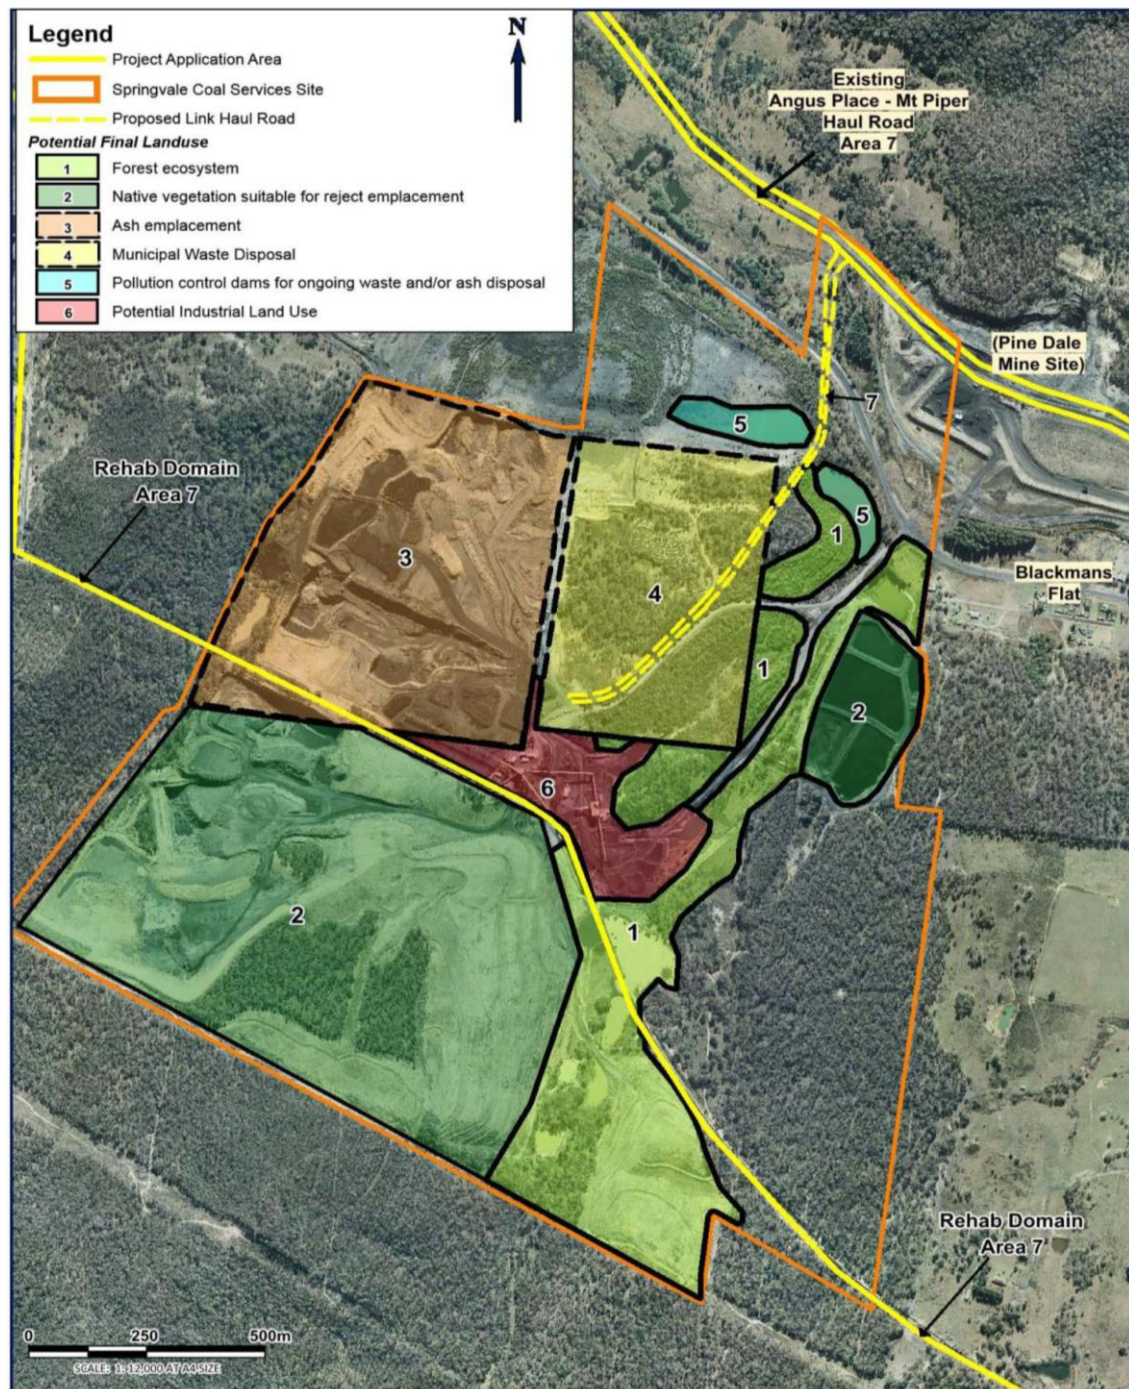 Legend
Project Application Area
Springvale Coal Services Site
Proposed Link Haul Road
Potential Final Landuse
1 Forest ecosystem
2 Native vegetation suitable for reject emplacement
3 Ash emplacement
4 Municipal Waste Disposal
5 Pollution control dams for ongoing waste and/or ash disposal
6 Potential Industrial Land Use
N
Existing
Angus Place - Mt Piper
Haul Road
Area 7
(Pine Dale
Mine Site)
7
5
Rehab Domain
Area 7
5
1
3
Blackmans
Flat
4
1
2
6
2
1
Rehab Domain
Area 7
0 250 500m
SCALE: 1: 12,000 AT A4 SIZE